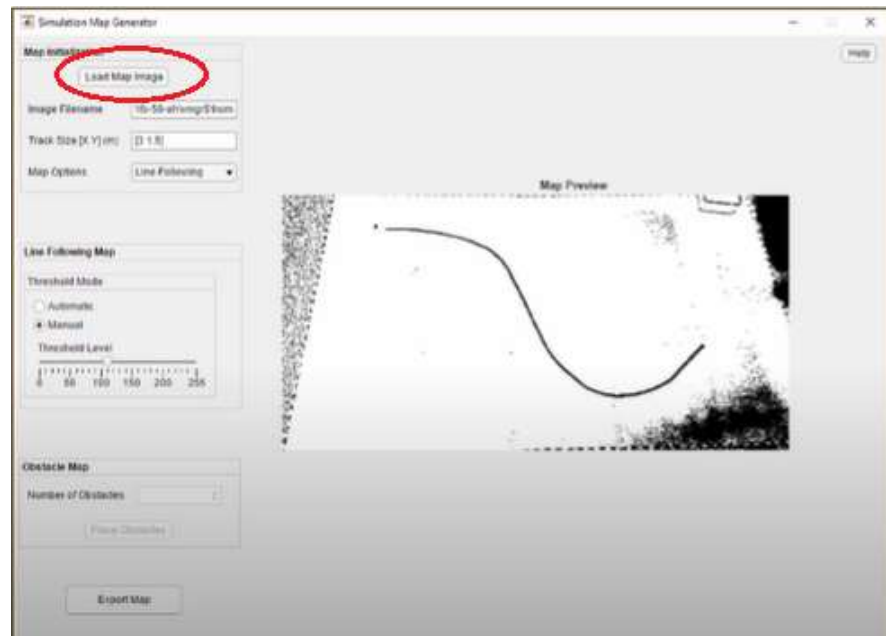 Simulation Map Generator
Map Initialization
Help
Load Map Image
Image Filename
Track Size [X Y] (m)
[3 1.5]
Map Options
Line Following
Map Preview
Line Following Map
Threshold Mode
Automatic
Manual
Threshold Level
0 50 100 150 200 255
Obstacle Map
Number of Obstacles
Place Obstacles
Export Map